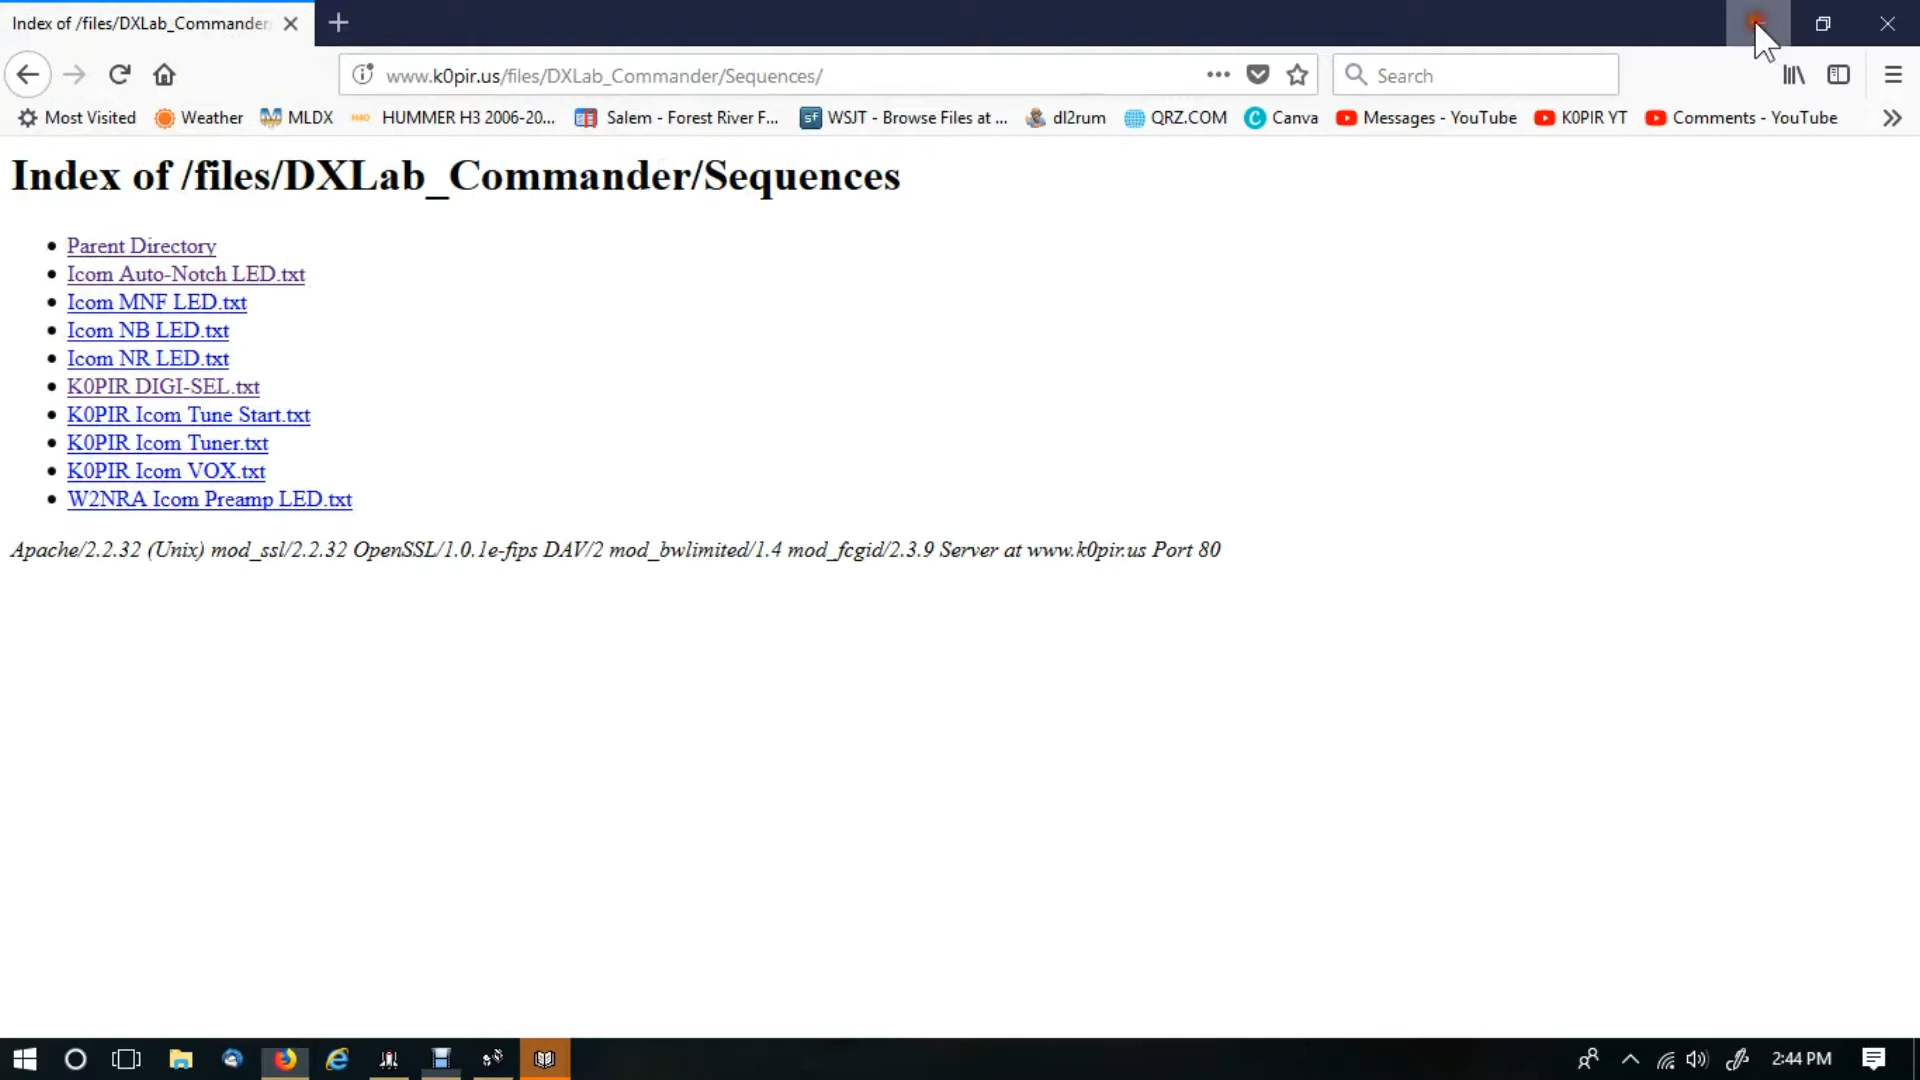 Index of /files/DXLab_Commander/
www.k0pir.us/files/DXLab_Commander/Sequences/
Search
Most Visited
Weather
MLDX
HUMMER H3 2006-20...
Salem - Forest River F...
sf
WSJT - Browse Files at ...
dl2rum
QRZ.COM
C
Canva
Messages - YouTube
K0PIR YT
Comments - YouTube
Index of /files/DXLab_Commander/Sequences
Parent Directory
Icom Auto-Notch LED.txt
Icom MNF LED.txt
Icom NB LED.txt
Icom NR LED.txt
K0PIR DIGI-SEL.txt
K0PIR Icom Tune Start.txt
K0PIR Icom Tuner.txt
K0PIR Icom VOX.txt
W2NRA Icom Preamp LED.txt
Apache/2.2.32 (Unix) mod_ssl/2.2.32 OpenSSL/1.0.1e-fips DAV/2 mod_bwlimited/1.4 mod_fcgid/2.3.9 Server at www.k0pir.us Port 80
2:44 PM